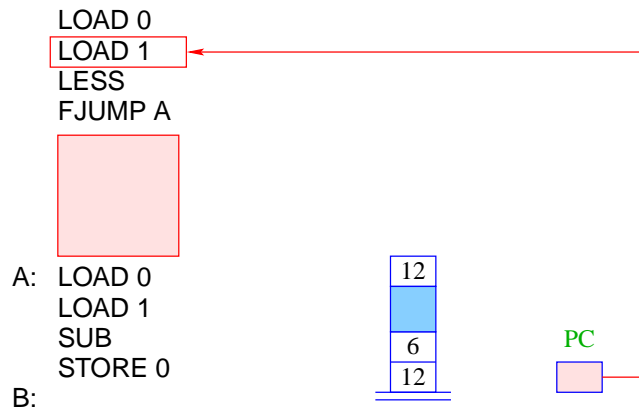 LOAD 0
LOAD 1
LESS
FJUMP A
A: LOAD 0
LOAD 1
SUB
STORE 0
B:
12
6
12
PC